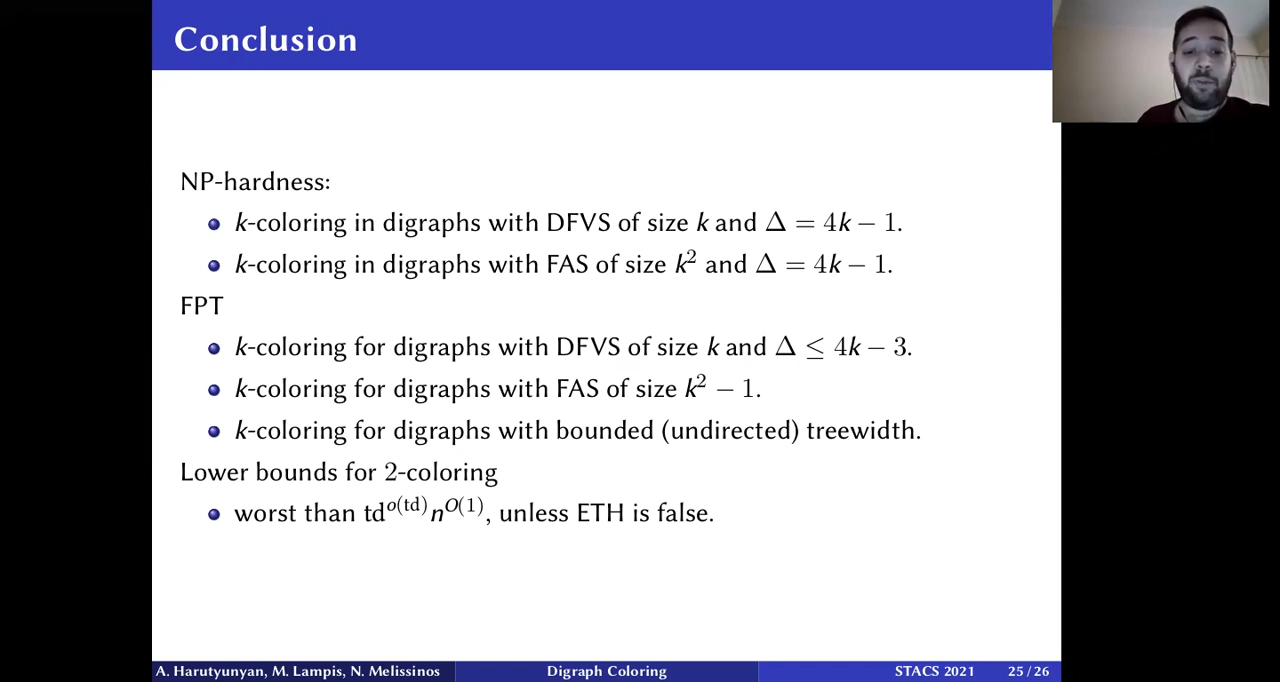 Conclusion
NP-hardness:
k-coloring in digraphs with DFVS of size k and Δ = 4k − 1.
k-coloring in digraphs with FAS of size k² and Δ = 4k − 1.
FPT
k-coloring for digraphs with DFVS of size k and Δ ≤ 4k − 3.
k-coloring for digraphs with FAS of size k² − 1.
k-coloring for digraphs with bounded (undirected) treewidth.
Lower bounds for 2-coloring
worst than td^{o(td)} n^{O(1)}, unless ETH is false.
A. Harutyunyan, M. Lampis, N. Melissinos Digraph Coloring STACS 2021 25 / 26